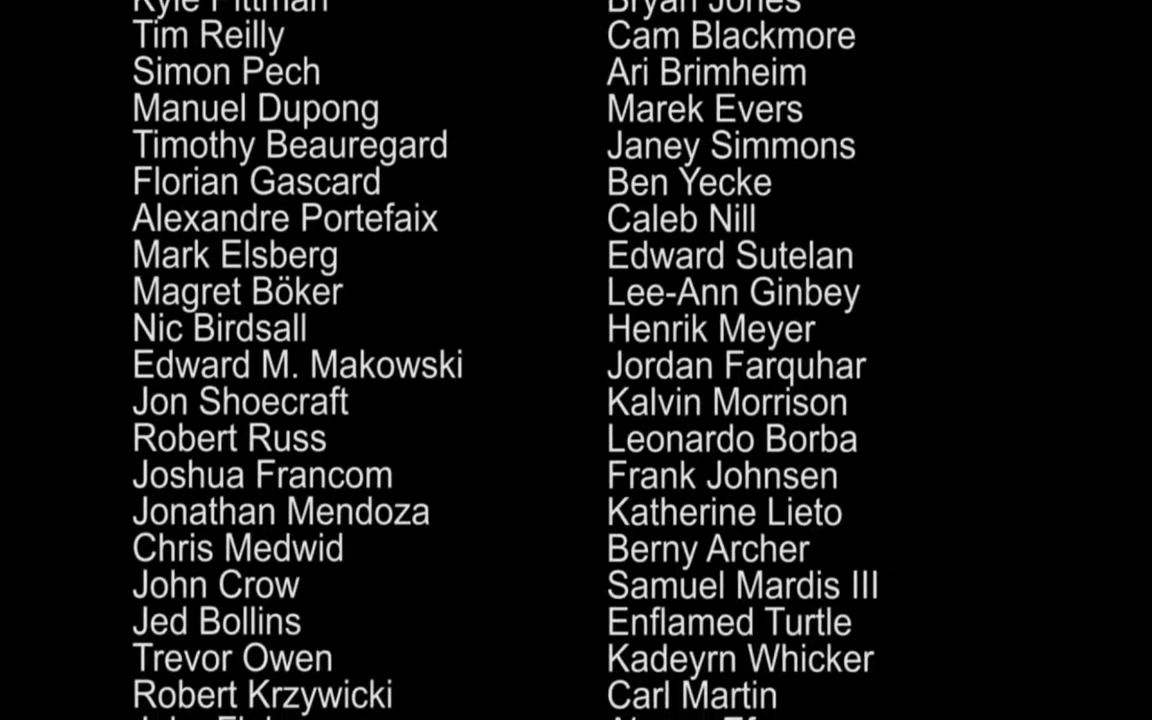 Kyle Pittman
Tim Reilly
Simon Pech
Manuel Dupong
Timothy Beauregard
Florian Gascard
Alexandre Portefaix
Mark Elsberg
Magret Böker
Nic Birdsall
Edward M. Makowski
Jon Shoecraft
Robert Russ
Joshua Francom
Jonathan Mendoza
Chris Medwid
John Crow
Jed Bollins
Trevor Owen
Robert Krzywicki
Bryan Jones
Cam Blackmore
Ari Brimheim
Marek Evers
Janey Simmons
Ben Yecke
Caleb Nill
Edward Sutelan
Lee-Ann Ginbey
Henrik Meyer
Jordan Farquhar
Kalvin Morrison
Leonardo Borba
Frank Johnsen
Katherine Lieto
Berny Archer
Samuel Mardis III
Enflamed Turtle
Kadeyrn Whicker
Carl Martin